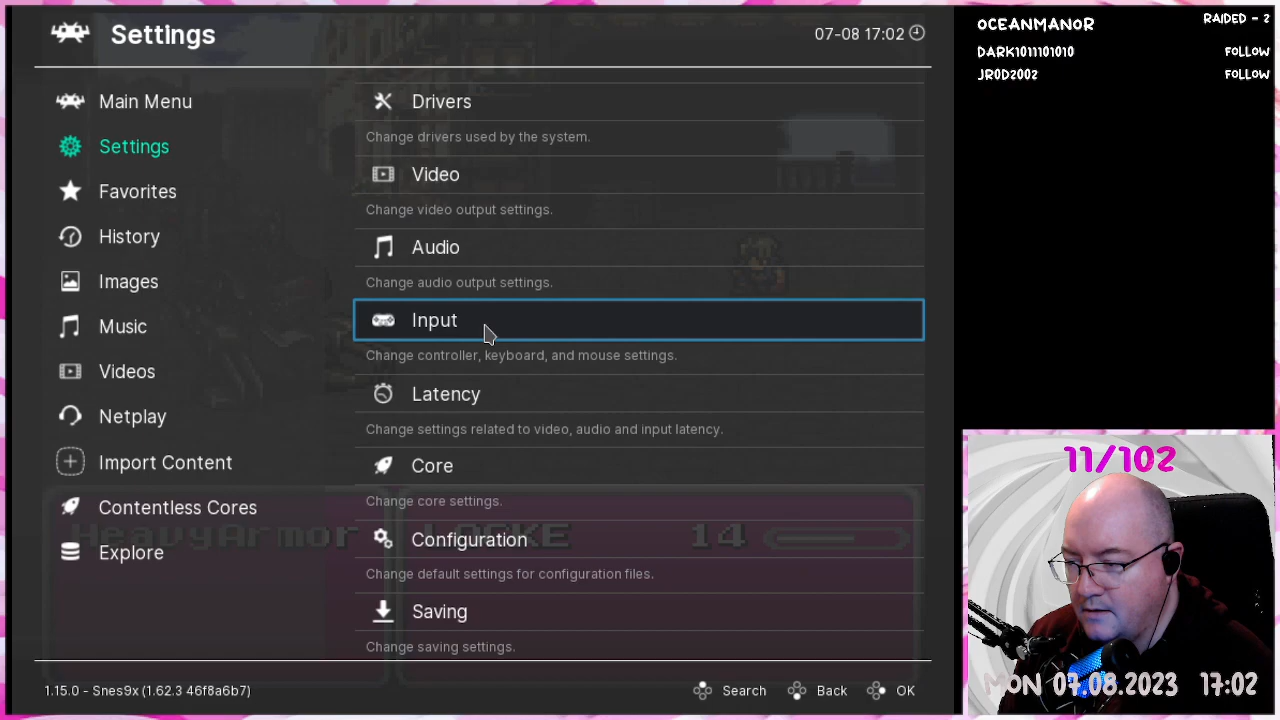 Settings
07-08 17:02
Main Menu
Settings
Favorites
History
Images
Music
Videos
Netplay
Import Content
Contentless Cores
Explore
Drivers
Change drivers used by the system.
Video
Change video output settings.
Audio
Change audio output settings.
Input
Change controller, keyboard, and mouse settings.
Latency
Change settings related to video, audio and input latency.
Core
Change core settings.
Configuration
Change default settings for configuration files.
Saving
Change saving settings.
HeavyArmor LOCKE 14
1.15.0 - Snes9x (1.62.3 46f8a6b7)
Search Back OK
OCEANMANOR RAIDED - 2
DARK1011101010 FOLLOW
JROD2002 FOLLOW
11/102
MON 07.08.2023 17:02